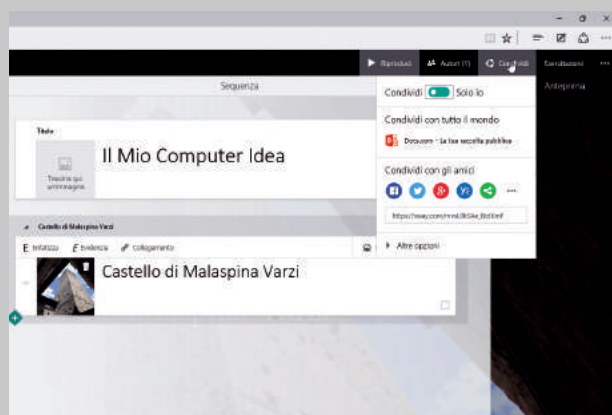 Riproduci
Autori (1)
Condividi
Esercitazioni
Sequenza
Anteprima
Condividi Solo io
Condividi con tutto il mondo
Docs.com - La tua raccolta pubblica
Condividi con gli amici
Altre opzioni
Titolo
Trascina qui un'immagine
Il Mio Computer Idea
Castello di Malaspina Varzi
Enfatizza Evidenzia Collegamento
Castello di Malaspina Varzi